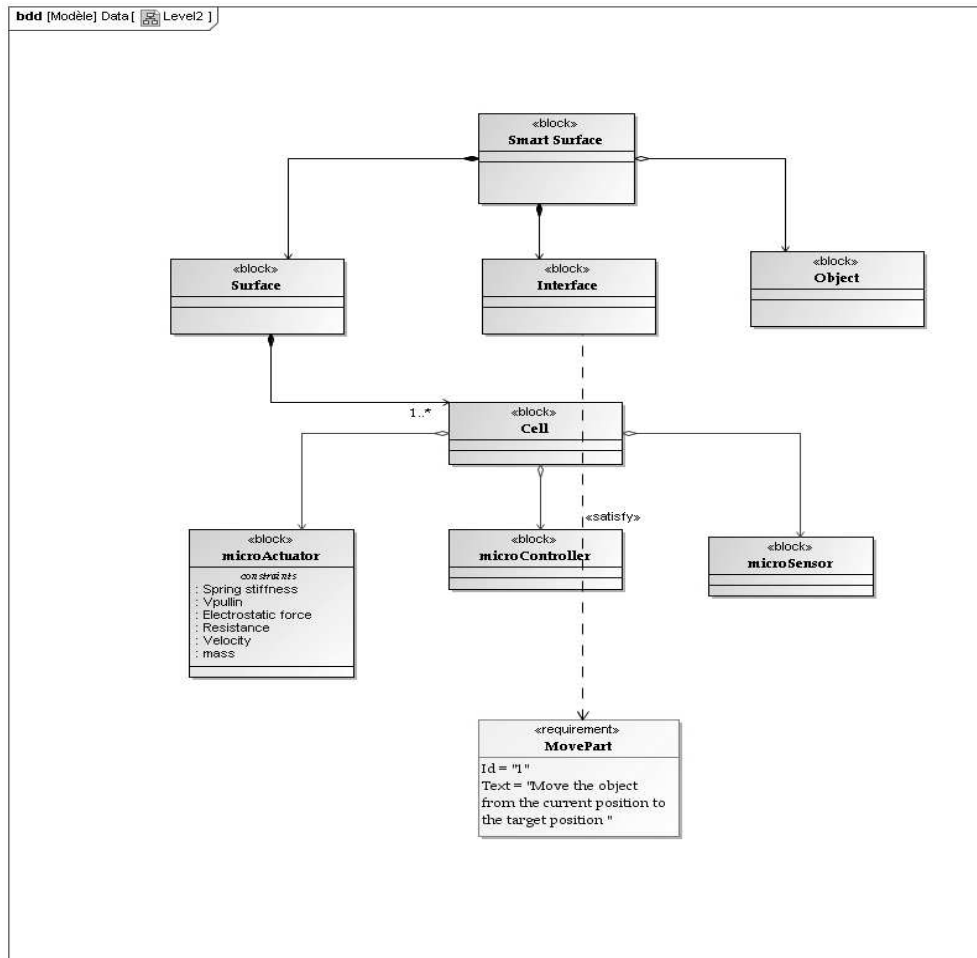 bdd [Modèle] Data [ Level2 ]
«block»
Smart Surface
«block»
Surface
«block»
Interface
«block»
Object
1..*
«block»
Cell
«satisfy»
«block»
microActuator
constraints
: Spring stiffness
: Vpullin
: Electrostatic force
: Resistance
: Velocity
: mass
«block»
microController
«block»
microSensor
«requirement»
MovePart
Id = "1"
Text = "Move the object
from the current position to
the target position "